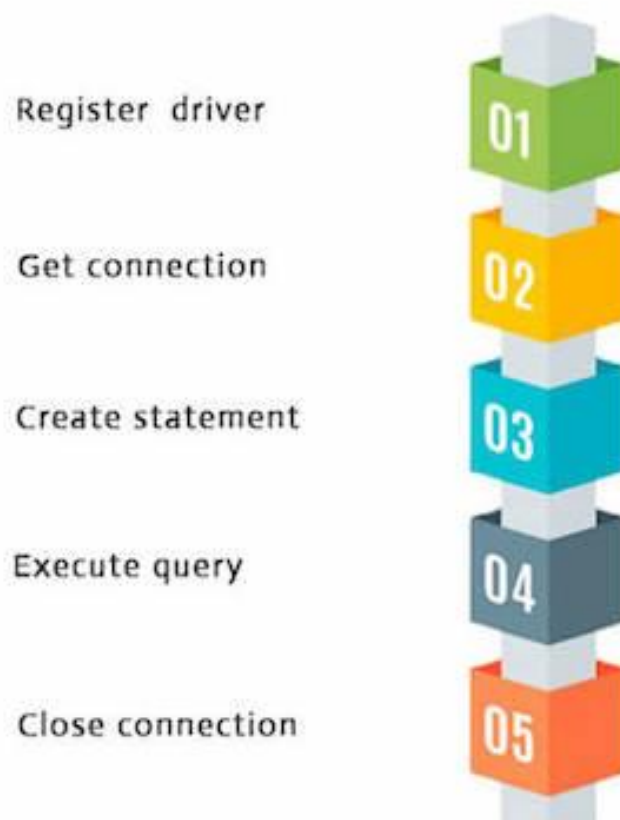 Register driver
01
Get connection
02
Create statement
03
Execute query
04
Close connection
05